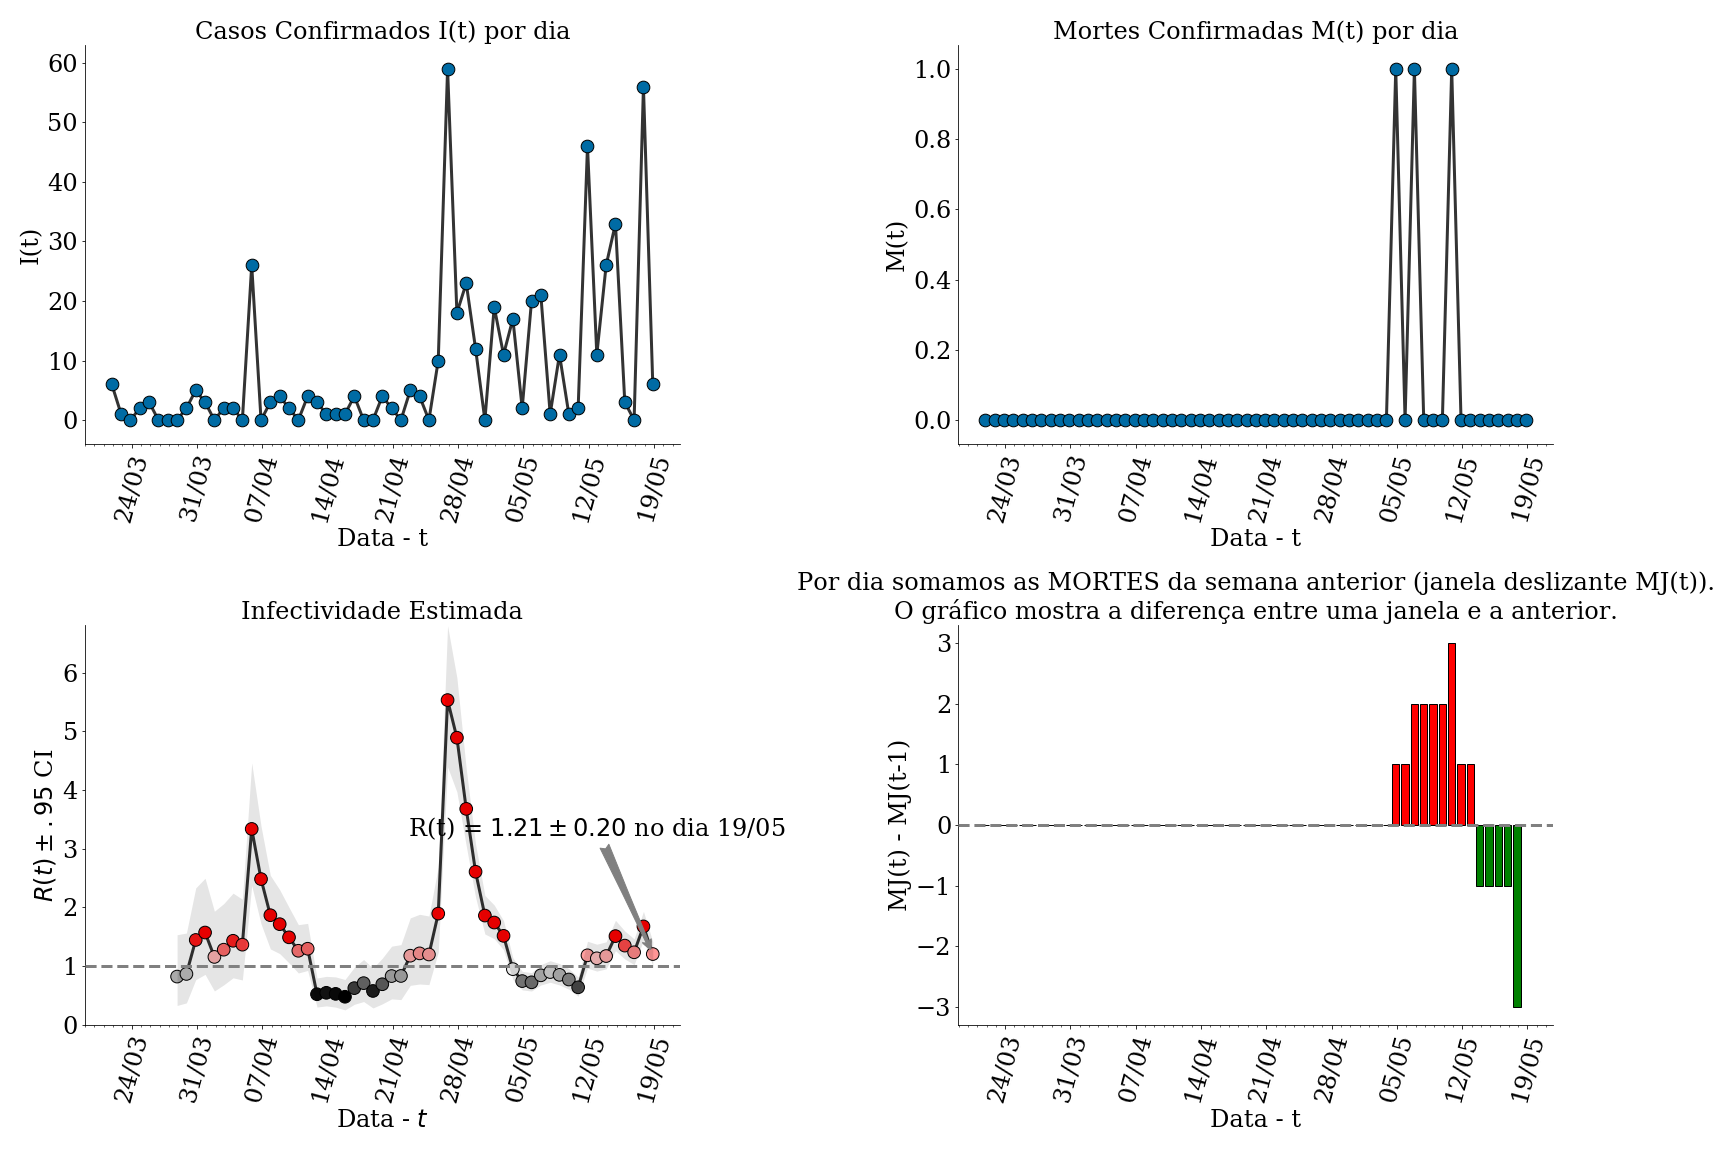 Casos Confirmados I(t) por dia
I(t)
60
50
40
30
20
10
0
24/03 31/03 07/04 14/04 21/04 28/04 05/05 12/05 19/05
Data - t
Mortes Confirmadas M(t) por dia
M(t)
1.0
0.8
0.6
0.4
0.2
0.0
24/03 31/03 07/04 14/04 21/04 28/04 05/05 12/05 19/05
Data - t
Infectividade Estimada
R(t) ± .95 CI
6
5
4
3
2
1
0
R(t) = 1.21 ± 0.20 no dia 19/05
24/03 31/03 07/04 14/04 21/04 28/04 05/05 12/05 19/05
Data - t
Por dia somamos as MORTES da semana anterior (janela deslizante MJ(t)).
O gráfico mostra a diferença entre uma janela e a anterior.
MJ(t) - MJ(t-1)
3
2
1
0
−1
−2
−3
24/03 31/03 07/04 14/04 21/04 28/04 05/05 12/05 19/05
Data - t